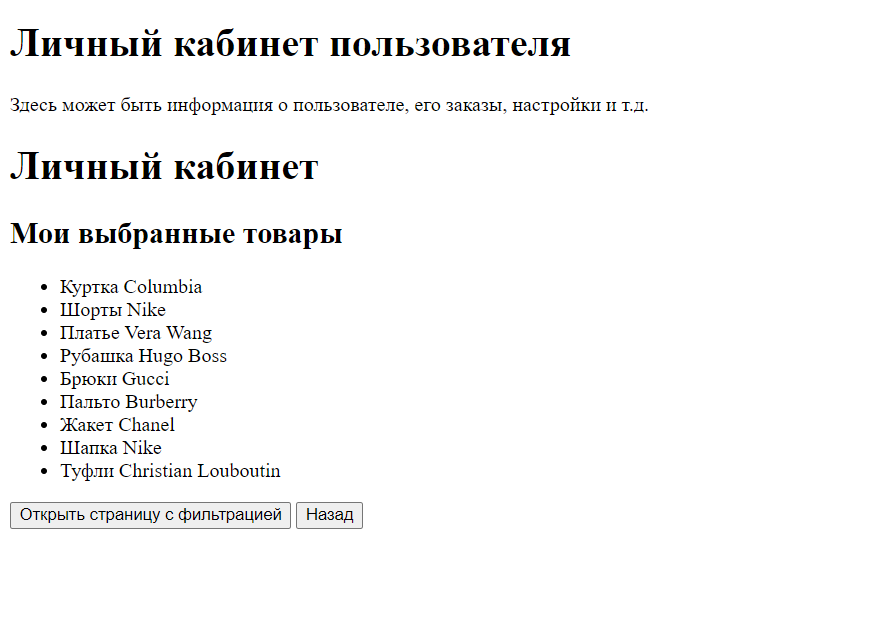 Личный кабинет пользователя
Здесь может быть информация о пользователе, его заказы, настройки и т.д.
Личный кабинет
Мои выбранные товары
Куртка Columbia
Шорты Nike
Платье Vera Wang
Рубашка Hugo Boss
Брюки Gucci
Пальто Burberry
Жакет Chanel
Шапка Nike
Туфли Christian Louboutin
Открыть страницу с фильтрацией Назад